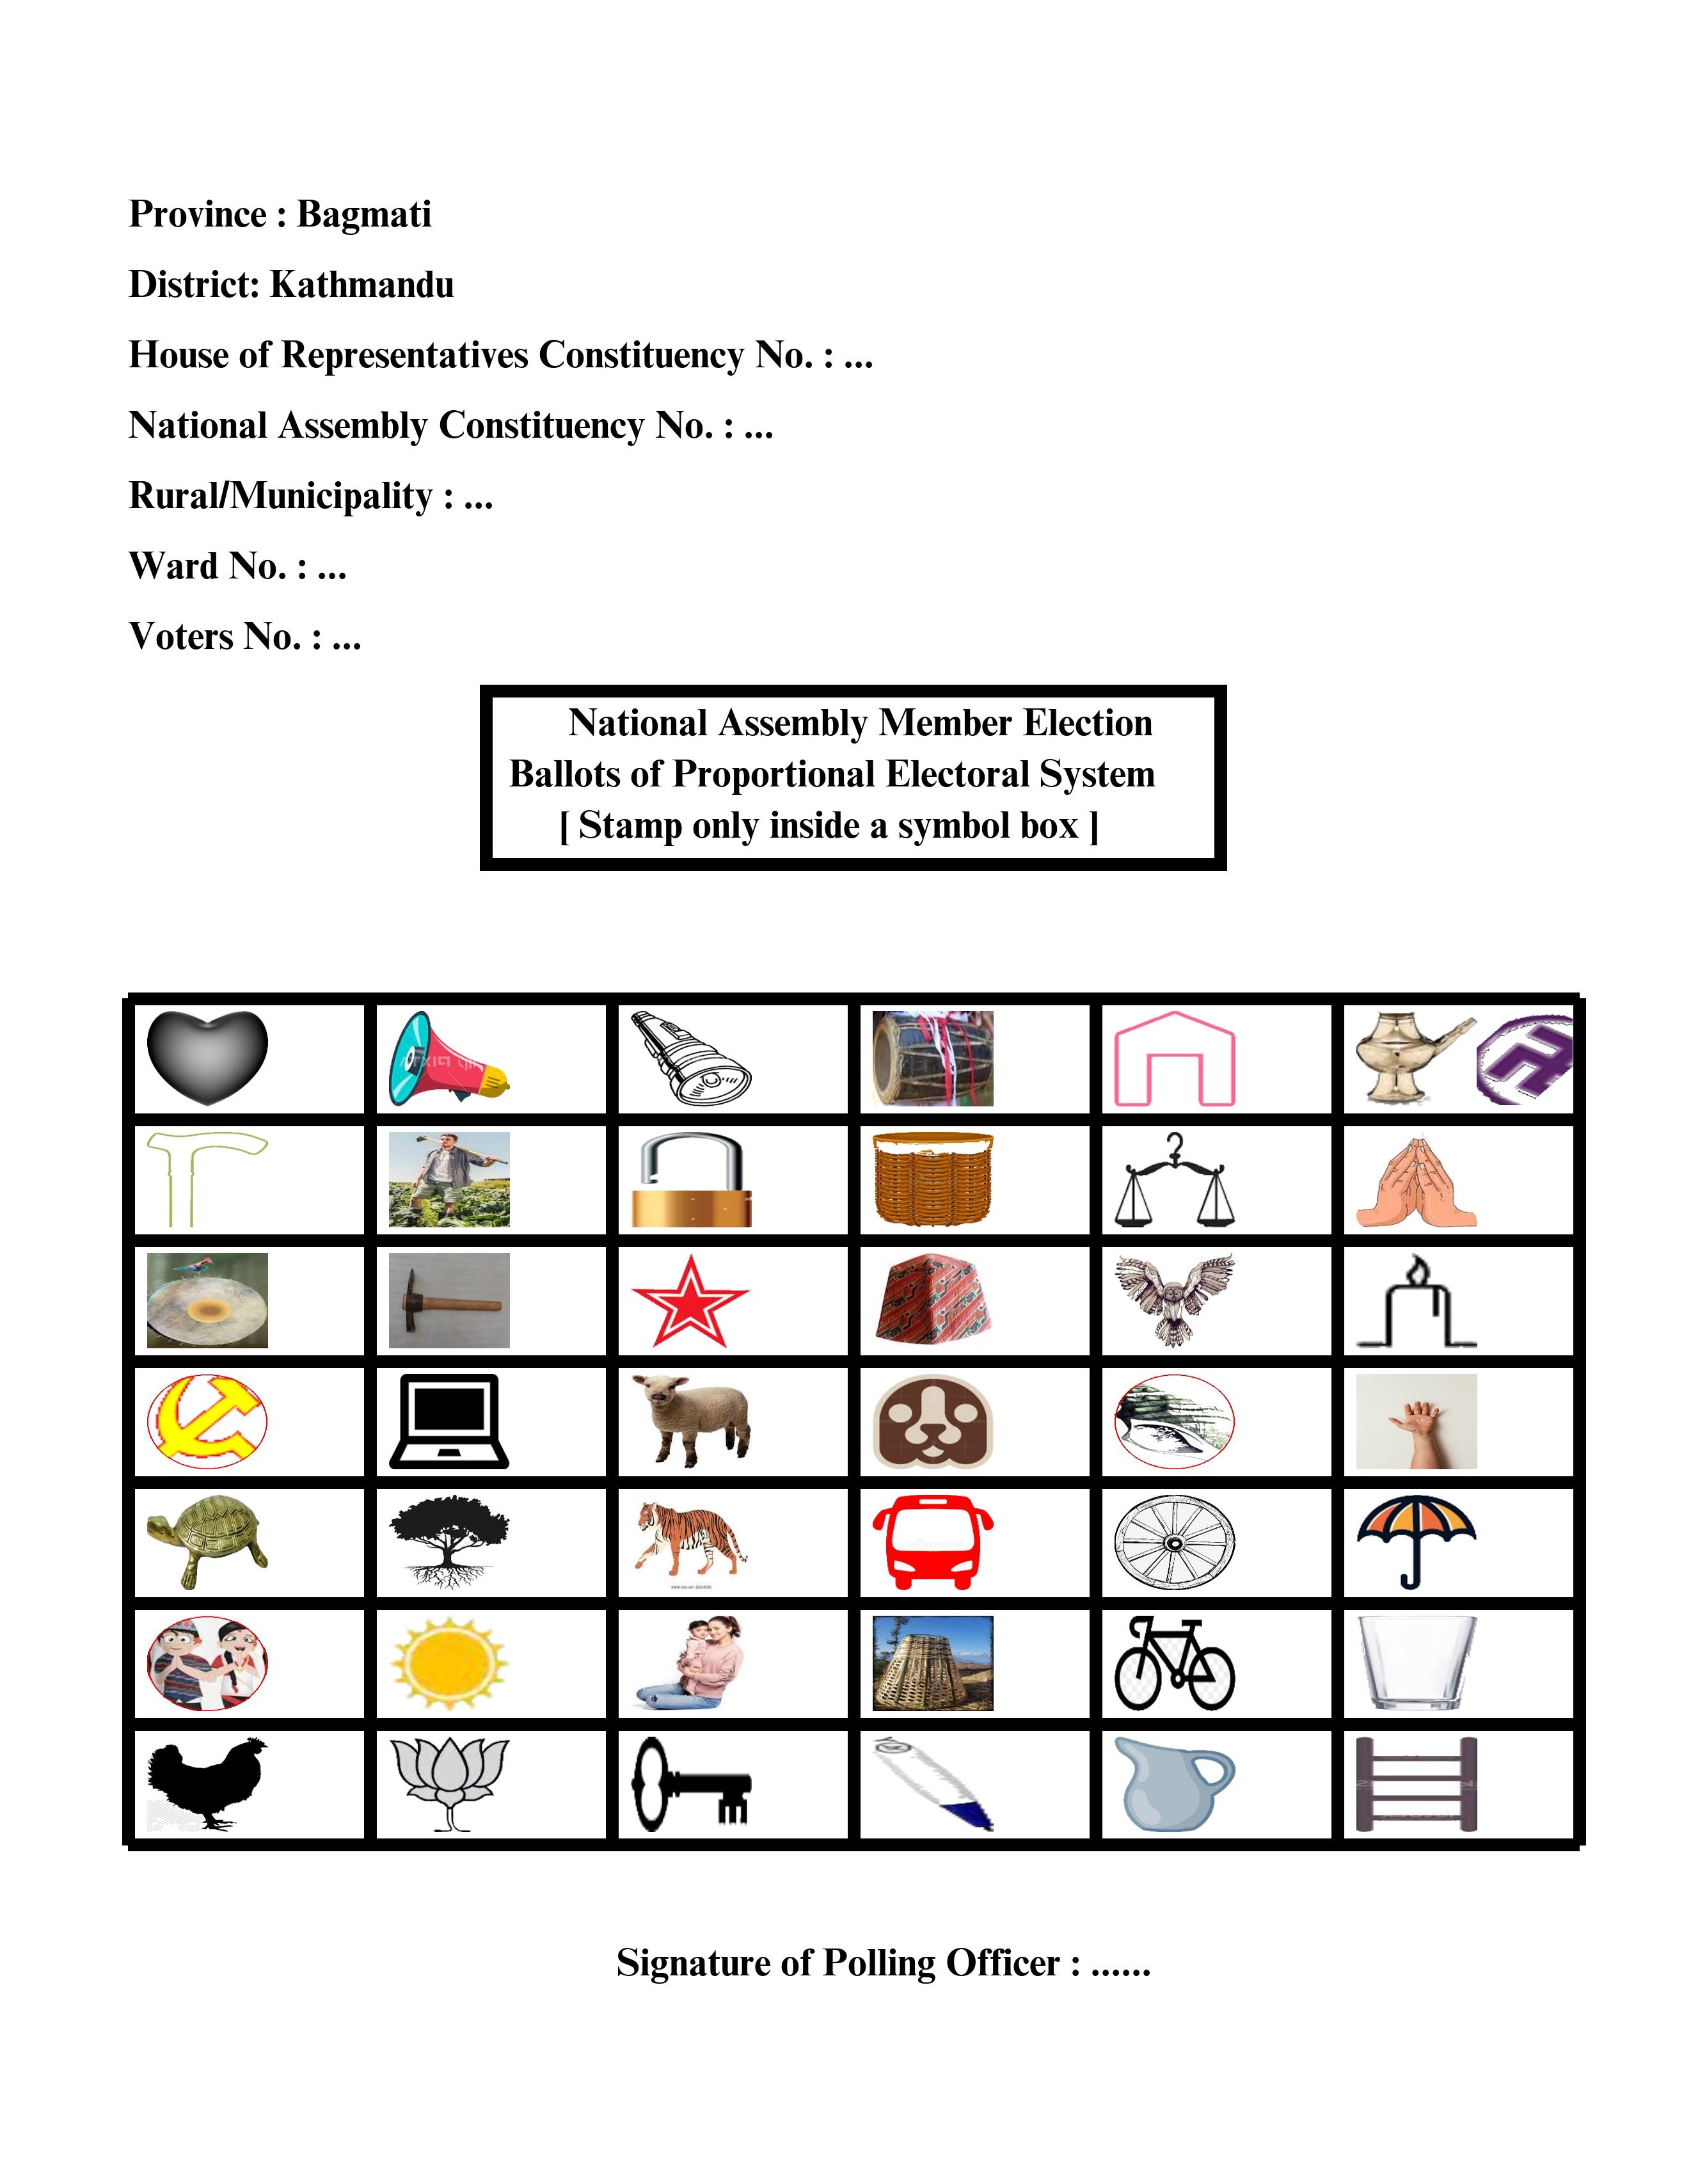 Province : Bagmati
District: Kathmandu
House of Representatives Constituency No. : ...
National Assembly Constituency No. : ...
Rural/Municipality : ...
Ward No. : ...
Voters No. : ...
National Assembly Member Election
Ballots of Proportional Electoral System
[ Stamp only inside a symbol box ]
Signature of Polling Officer : ......